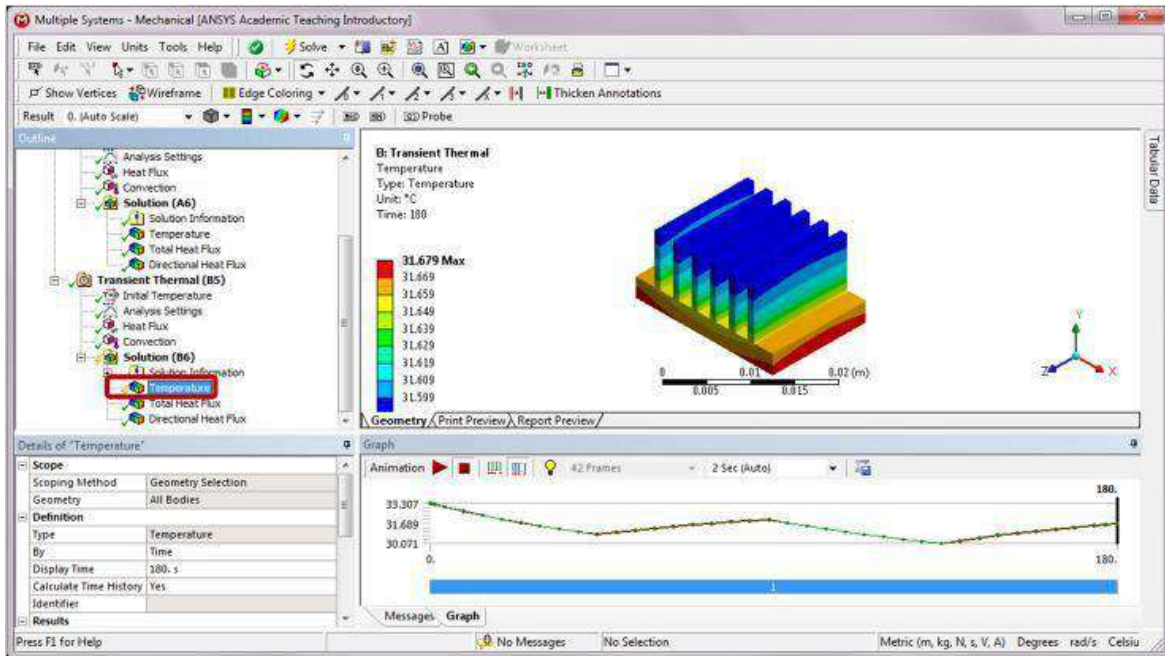 Multiple Systems - Mechanical [ANSYS Academic Teaching Introductory]
File Edit View Units Tools Help Solve Worksheet
Show Vertices Wireframe Edge Coloring Thicken Annotations
Result 0. (Auto Scale) Probe
Outline
Analysis Settings
Heat Flux
Convection
Solution (A6)
Solution Information
Temperature
Total Heat Flux
Directional Heat Flux
Transient Thermal (B5)
Initial Temperature
Analysis Settings
Heat Flux
Convection
Solution (B6)
Solution Information
Temperature
Total Heat Flux
Directional Heat Flux
B: Transient Thermal
Temperature
Type: Temperature
Unit: °C
Time: 180
31.679 Max
31.669
31.659
31.649
31.639
31.629
31.619
31.609
31.599
0 0.01 0.02 (m)
0.005 0.015
Y
Z X
Tabular Data
Geometry Print Preview Report Preview
Details of "Temperature"
Scope
Scoping Method Geometry Selection
Geometry All Bodies
Definition
Type Temperature
By Time
Display Time 180. s
Calculate Time History Yes
Identifier
Results
Graph
Animation 42 Frames 2 Sec (Auto)
180.
33.307
31.689
30.071
0. 180.
1
Messages Graph
Press F1 for Help No Messages No Selection Metric (m, kg, N, s, V, A) Degrees rad/s Celsiu